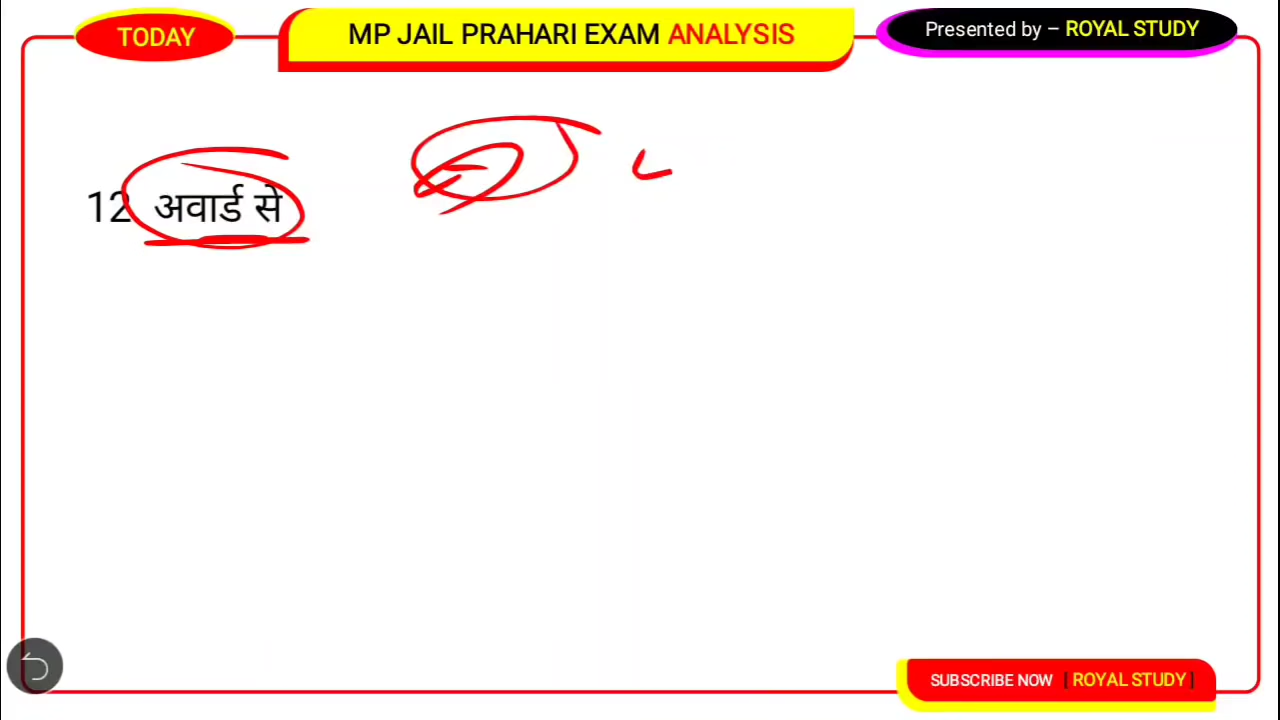 TODAY
MP JAIL PRAHARI EXAM ANALYSIS
Presented by – ROYAL STUDY
12 अवार्ड से
SUBSCRIBE NOW [ ROYAL STUDY ]